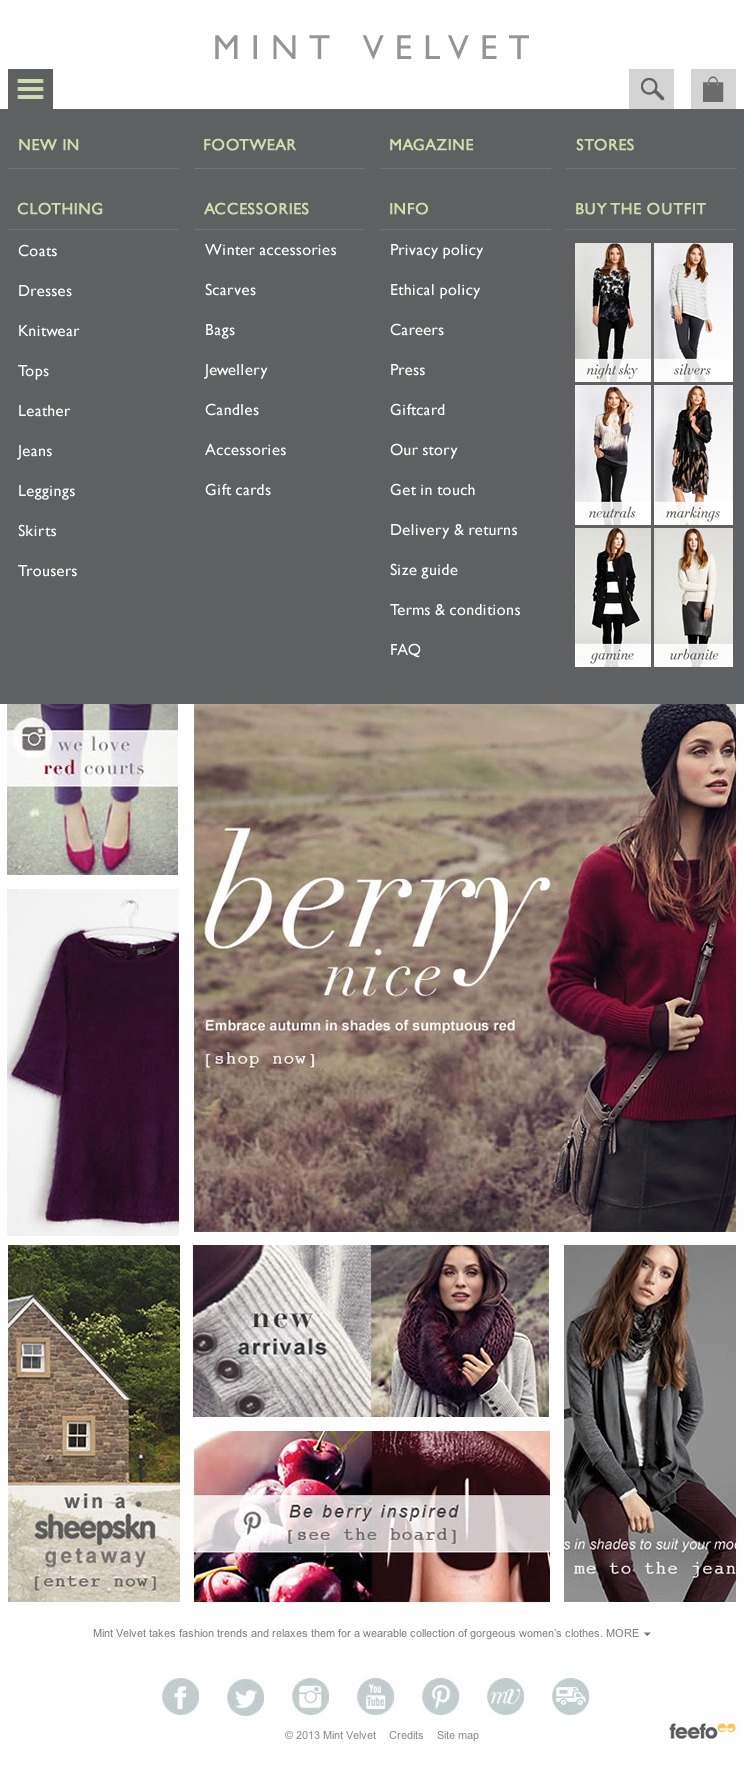 MINT VELVET
NEW IN
FOOTWEAR
MAGAZINE
STORES
CLOTHING
Coats
Dresses
Knitwear
Tops
Leather
Jeans
Leggings
Skirts
Trousers
ACCESSORIES
Winter accessories
Scarves
Bags
Jewellery
Candles
Accessories
Gift cards
INFO
Privacy policy
Ethical policy
Careers
Press
Giftcard
Our story
Get in touch
Delivery & returns
Size guide
Terms & conditions
FAQ
BUY THE OUTFIT
night sky
silvers
neutrals
markings
gamine
urbanite
we love
red courts
berry
nice
Embrace autumn in shades of sumptuous red
[shop now]
win a
sheepskn
getaway
[enter now]
new
arrivals
Be berry inspired
[see the board]
s in shades to suit your moo
me to the jean
Mint Velvet takes fashion trends and relaxes them for a wearable collection of gorgeous women's clothes. MORE
f
You
Tube
mv
© 2013 Mint Velvet Credits Site map
feefo